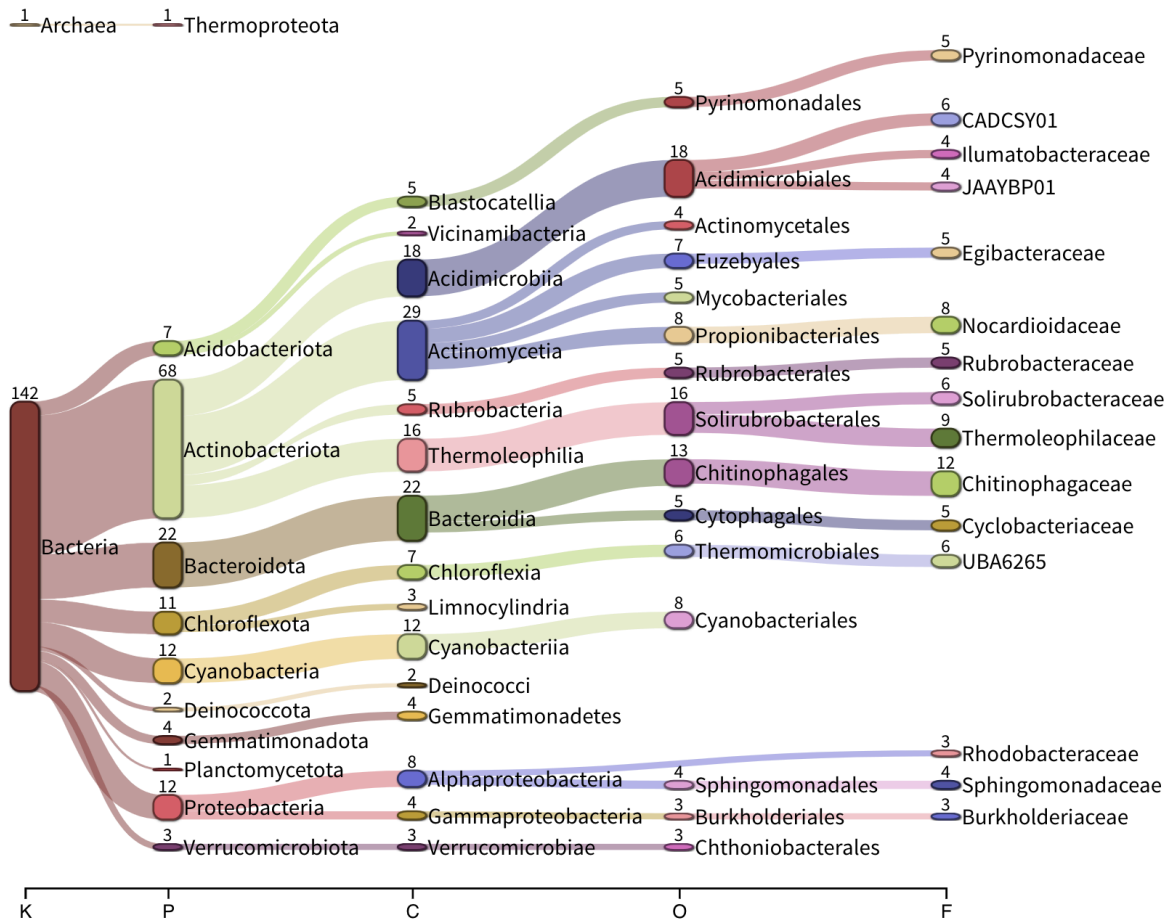 1
Archaea
1
Thermoproteota
142
Bacteria
7
Acidobacteriota
68
Actinobacteriota
22
Bacteroidota
11
Chloroflexota
12
Cyanobacteria
2
Deinococcota
4
Gemmatimonadota
1
Planctomycetota
12
Proteobacteria
3
Verrucomicrobiota
5
Blastocatellia
2
Vicinamibacteria
18
Acidimicrobiia
29
Actinomycetia
5
Rubrobacteria
16
Thermoleophilia
22
Bacteroidia
7
Chloroflexia
3
Limnocylindria
12
Cyanobacteriia
2
Deinococci
4
Gemmatimonadetes
8
Alphaproteobacteria
4
Gammaproteobacteria
3
Verrucomicrobiae
5
Pyrinomonadales
18
Acidimicrobiales
4
Actinomycetales
7
Euzebyales
5
Mycobacteriales
8
Propionibacteriales
5
Rubrobacterales
16
Solirubrobacterales
13
Chitinophagales
5
Cytophagales
6
Thermomicrobiales
8
Cyanobacteriales
4
Sphingomonadales
3
Burkholderiales
3
Chthoniobacterales
5
Pyrinomonadaceae
6
CADCSY01
4
Ilumatobacteraceae
4
JAAYBP01
5
Egibacteraceae
8
Nocardioidaceae
5
Rubrobacteraceae
6
Solirubrobacteraceae
9
Thermoleophilaceae
12
Chitinophagaceae
5
Cyclobacteriaceae
6
UBA6265
3
Rhodobacteraceae
4
Sphingomonadaceae
3
Burkholderiaceae
K P C O F